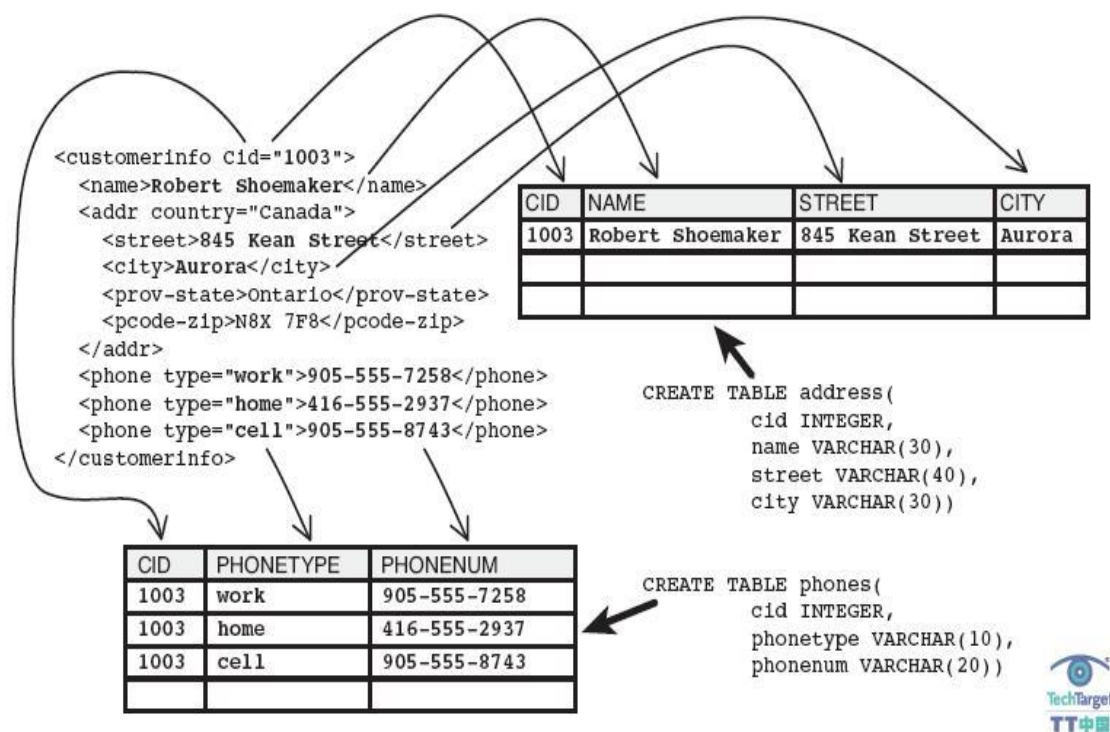 <customerinfo Cid="1003">
<name>Robert Shoemaker</name>
<addr country="Canada">
<street>845 Kean Street</street>
<city>Aurora</city>
<prov-state>Ontario</prov-state>
<pcode-zip>N8X 7F8</pcode-zip>
</addr>
<phone type="work">905-555-7258</phone>
<phone type="home">416-555-2937</phone>
<phone type="cell">905-555-8743</phone>
</customerinfo>
CID NAME STREET CITY
1003 Robert Shoemaker 845 Kean Street Aurora
CREATE TABLE address(
cid INTEGER,
name VARCHAR(30),
street VARCHAR(40),
city VARCHAR(30))
CID PHONETYPE PHONENUM
1003 work 905-555-7258
1003 home 416-555-2937
1003 cell 905-555-8743
CREATE TABLE phones(
cid INTEGER,
phonetype VARCHAR(10),
phonenum VARCHAR(20))
TechTarget
TT中国